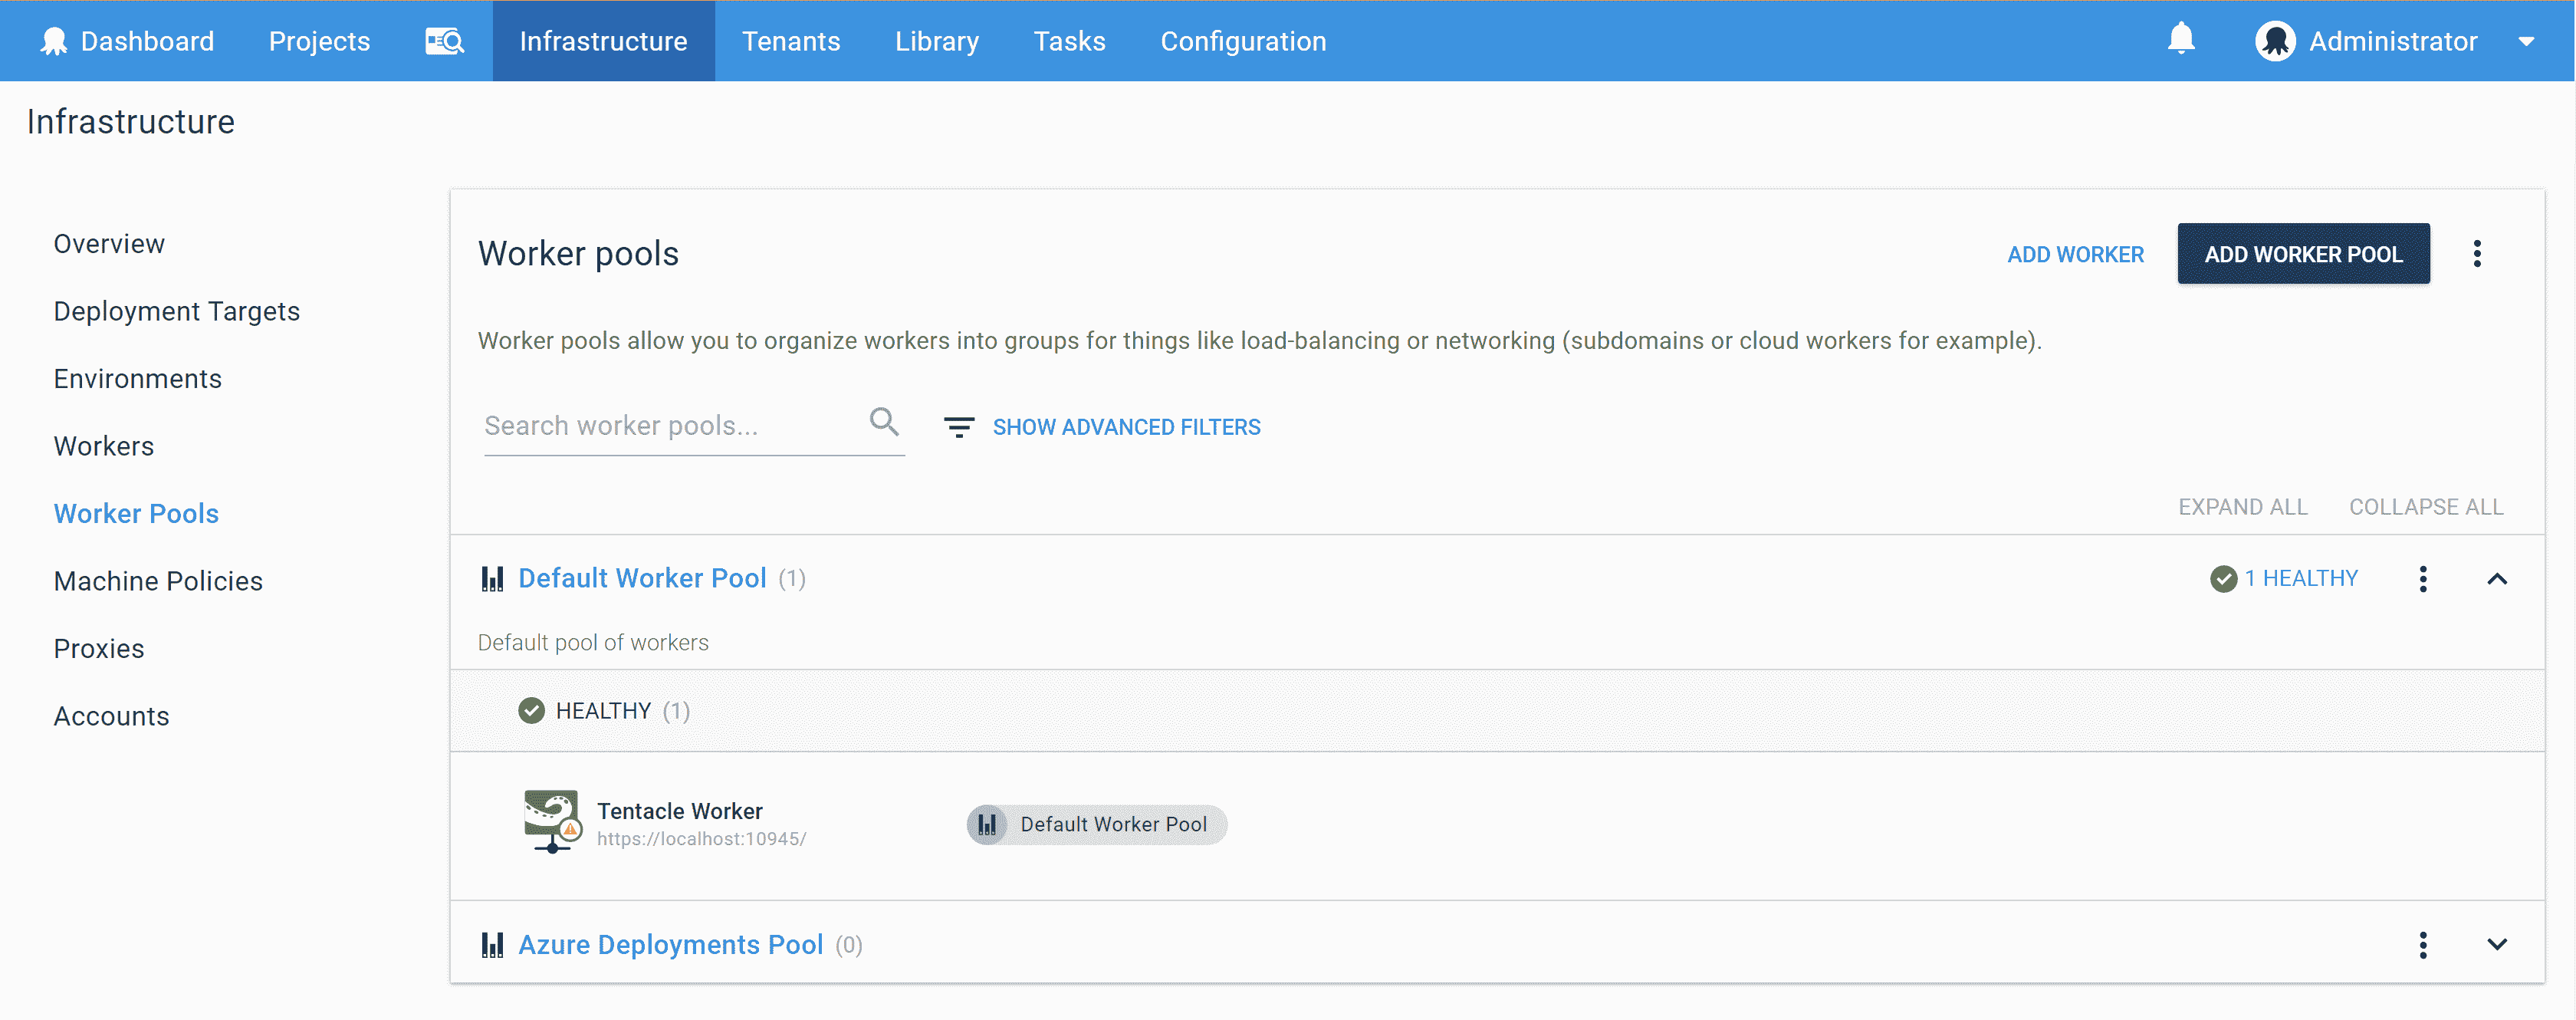 Dashboard Projects Infrastructure Tenants Library Tasks Configuration Administrator
Infrastructure
Overview
Deployment Targets
Environments
Workers
Worker Pools
Machine Policies
Proxies
Accounts
Worker pools ADD WORKER ADD WORKER POOL
Worker pools allow you to organize workers into groups for things like load-balancing or networking (subdomains or cloud workers for example).
Search worker pools... SHOW ADVANCED FILTERS
EXPAND ALL COLLAPSE ALL
Default Worker Pool (1) 1 HEALTHY
Default pool of workers
HEALTHY (1)
Tentacle Worker
https://localhost:10945/
Default Worker Pool
Azure Deployments Pool (0)